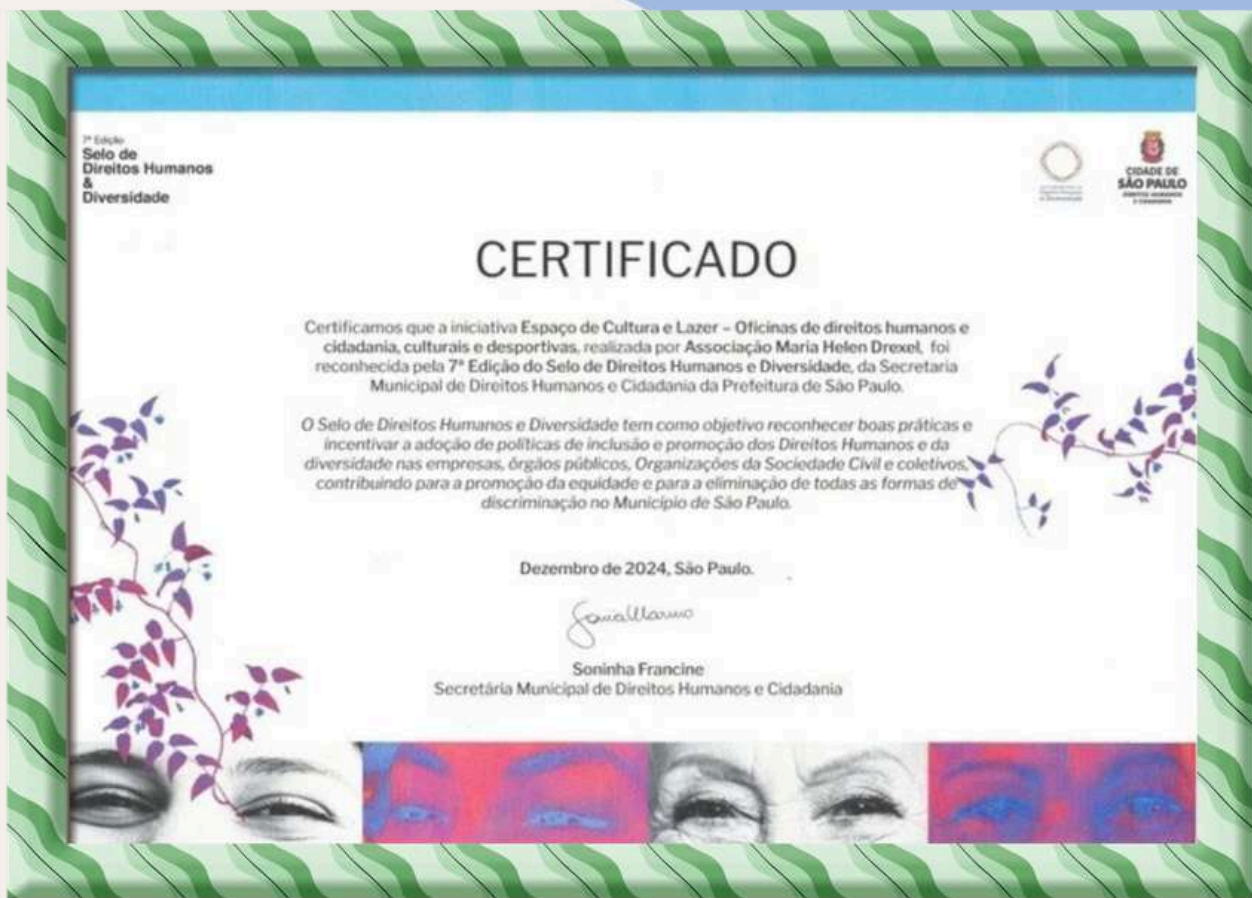 7ª Edição
Selo de
Direitos Humanos
&
Diversidade
CIDADE DE
SÃO PAULO
DIREITOS HUMANOS
E CIDADANIA
CERTIFICADO
Certificamos que a iniciativa Espaço de Cultura e Lazer – Oficinas de direitos humanos e
cidadania, culturais e desportivas, realizada por Associação Maria Helen Drexel, foi
reconhecida pela 7ª Edição do Selo de Direitos Humanos e Diversidade, da Secretaria
Municipal de Direitos Humanos e Cidadania da Prefeitura de São Paulo.
O Selo de Direitos Humanos e Diversidade tem como objetivo reconhecer boas práticas e
incentivar a adoção de políticas de inclusão e promoção dos Direitos Humanos e da
diversidade nas empresas, órgãos públicos, Organizações da Sociedade Civil e coletivos,
contribuindo para a promoção da equidade e para a eliminação de todas as formas de
discriminação no Município de São Paulo.
Dezembro de 2024, São Paulo.
Soninha Francine
Secretária Municipal de Direitos Humanos e Cidadania